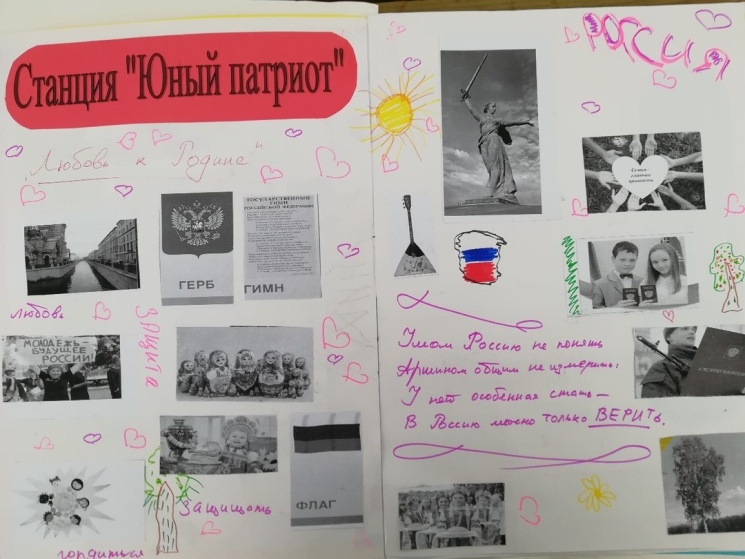 Станция "Юный патриот"
"Любовь к Родине"
ГОСУДАРСТВЕННЫЙ
ГИМН
РОССИЙСКОЙ ФЕДЕРАЦИИ
ГЕРБ
ГИМН
Любовь
Защита
МОЛОДЕЖЬ
БУДУЩЕЕ
РОССИИ!
Защищать
ФЛАГ
гордиться
РОССИЯ
Умом Россию не понять
Аршином общим не измерить:
У ней особенная стать –
В Россию можно только ВЕРИТЬ.